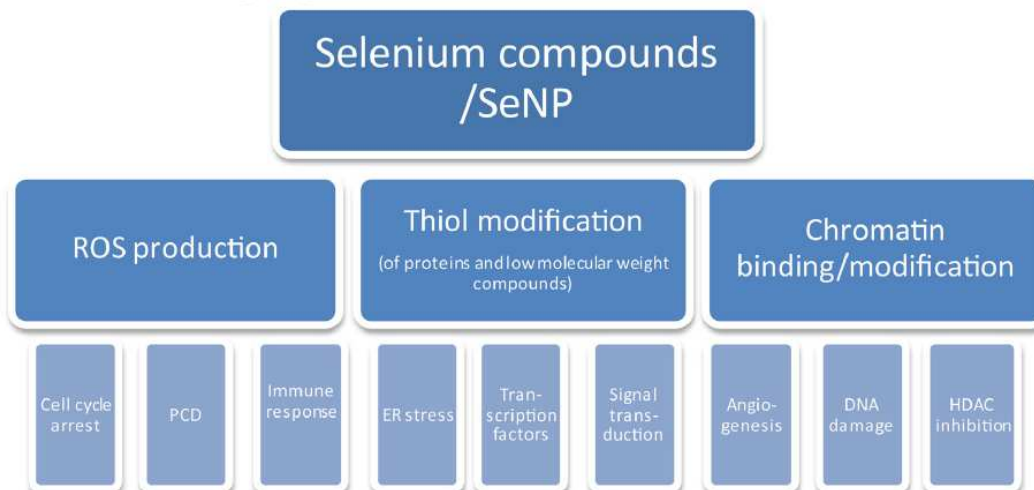 Selenium compounds
/SeNP
ROS production
Thiol modification
(of proteins and low molecular weight
compounds)
Chromatin
binding/modification
Cell cycle
arrest
PCD
Immune
response
ER stress
Tran-
scription
factors
Signal
trans-
duction
Angio-
genesis
DNA
damage
HDAC
inhibition